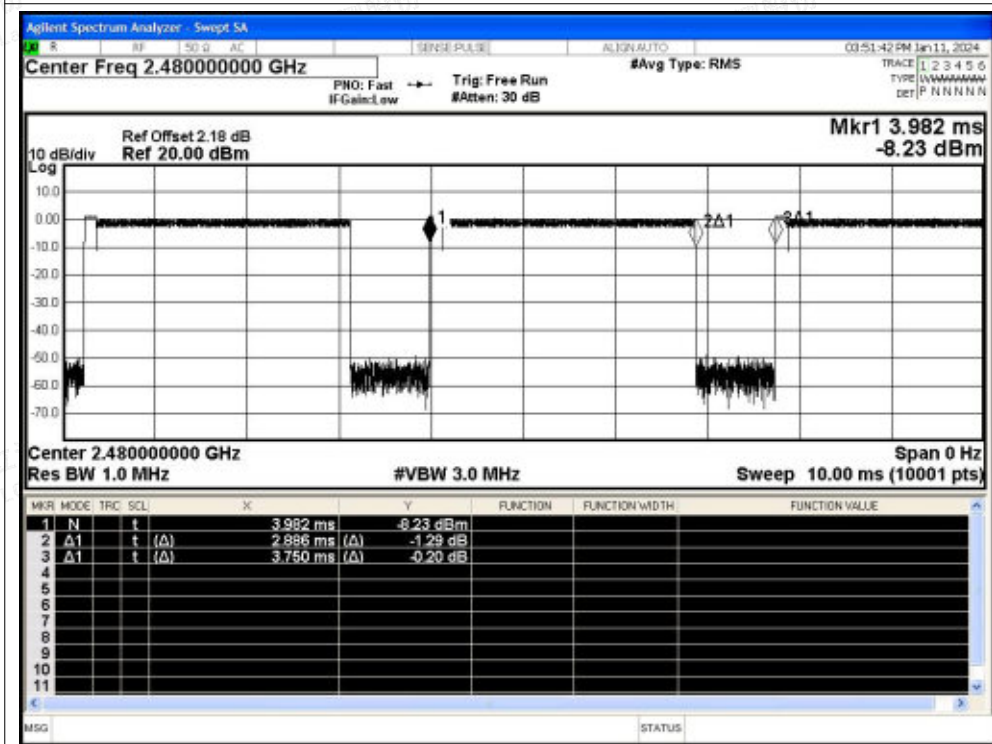 Agilent Spectrum Analyzer - Swept SA
R RF 50 Ω AC SENSE:PULSE ALIGN AUTO 03:51:42 PM Jan 11, 2024
Center Freq 2.480000000 GHz #Avg Type: RMS TRACE 1 2 3 4 5 6
PNO: Fast Trig: Free Run TYPE
IFGain:Low #Atten: 30 dB DET P N N N N N
Mkr1 3.982 ms
Ref Offset 2.18 dB
10 dB/div Ref 20.00 dBm -8.23 dBm
Log
10.0
0.00
1 2Δ1 3Δ1
-10.0
-20.0
-30.0
-40.0
-50.0
-60.0
-70.0
Center 2.480000000 GHz Span 0 Hz
Res BW 1.0 MHz #VBW 3.0 MHz Sweep 10.00 ms (10001 pts)
MKR MODE TRC SCL X Y FUNCTION FUNCTION WIDTH FUNCTION VALUE
1 N t 3.982 ms -8.23 dBm
2 Δ1 t (Δ) 2.886 ms (Δ) -1.29 dB
3 Δ1 t (Δ) 3.750 ms (Δ) -0.20 dB
4
5
6
7
8
9
10
11
MSG STATUS